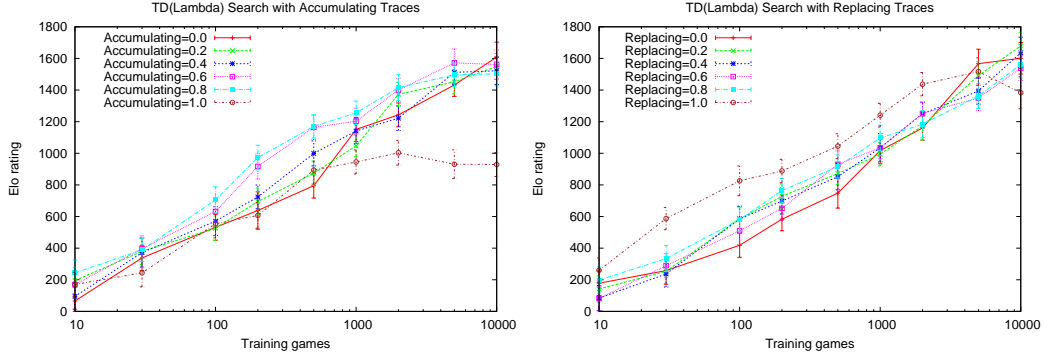 TD(Lambda) Search with Accumulating Traces
1800
1600
1400
1200
1000
800
600
400
200
0
Elo rating
Accumulating=0.0
Accumulating=0.2
Accumulating=0.4
Accumulating=0.6
Accumulating=0.8
Accumulating=1.0
10
100
1000
10000
Training games
TD(Lambda) Search with Replacing Traces
1800
1600
1400
1200
1000
800
600
400
200
0
Elo rating
Replacing=0.0
Replacing=0.2
Replacing=0.4
Replacing=0.6
Replacing=0.8
Replacing=1.0
10
100
1000
10000
Training games